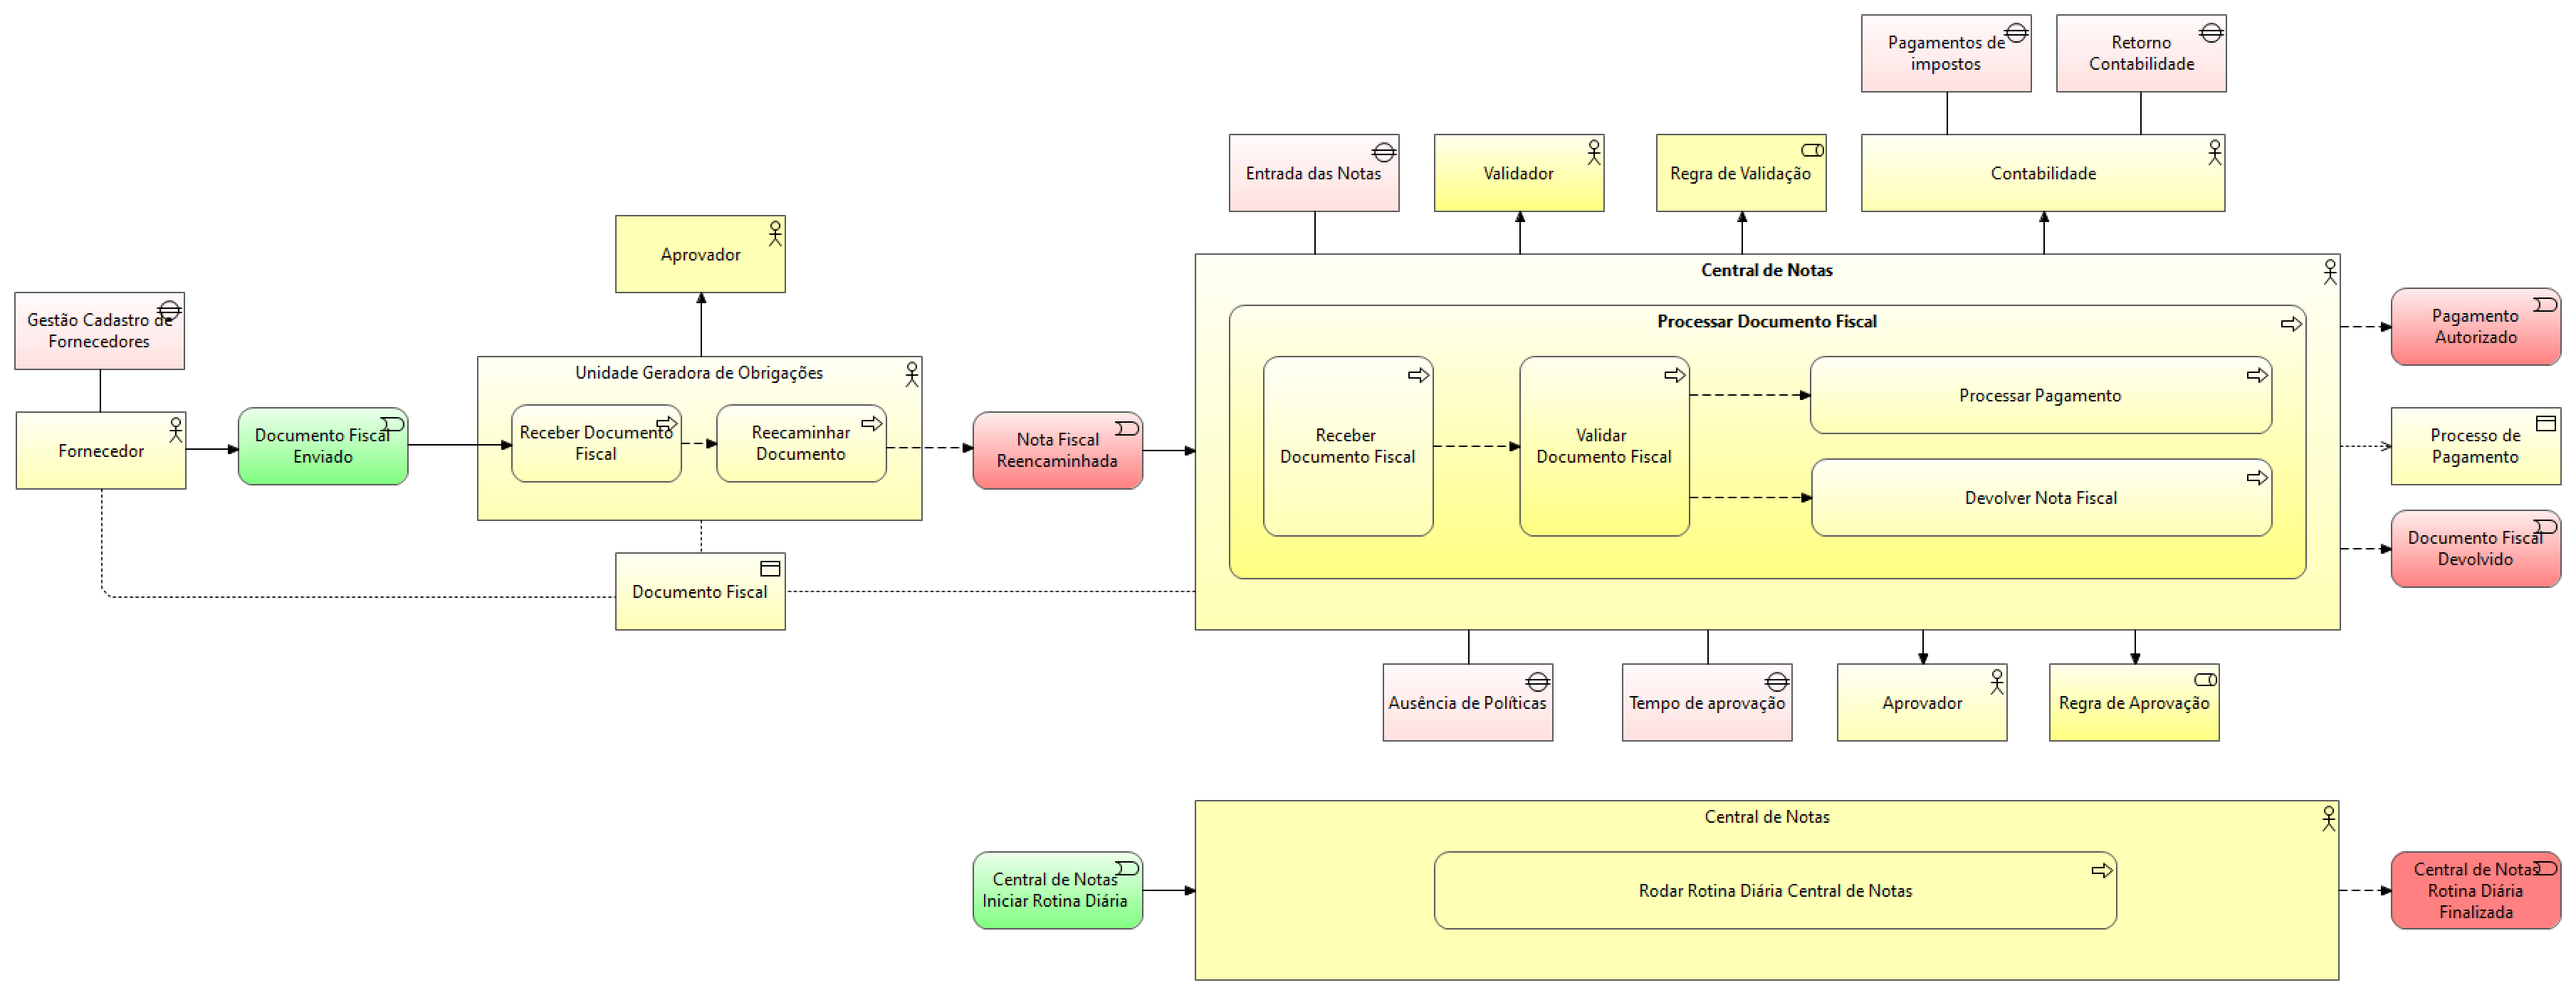 Pagamentos de
impostos
Retorno
Contabilidade
Entrada das Notas
Validador
Regra de Validação
Contabilidade
Aprovador
Central de Notas
Gestão Cadastro de
Fornecedores
Processar Documento Fiscal
Pagamento
Autorizado
Unidade Geradora de Obrigações
Fornecedor
Documento Fiscal
Enviado
Receber Documento
Fiscal
Reecaminhar
Documento
Nota Fiscal
Reencaminhada
Receber
Documento Fiscal
Validar
Documento Fiscal
Processar Pagamento
Devolver Nota Fiscal
Processo de
Pagamento
Documento Fiscal
Devolvido
Documento Fiscal
Ausência de Políticas
Tempo de aprovação
Aprovador
Regra de Aprovação
Central de Notas
Central de Notas
Iniciar Rotina Diária
Rodar Rotina Diária Central de Notas
Central de Notas
Rotina Diária
Finalizada